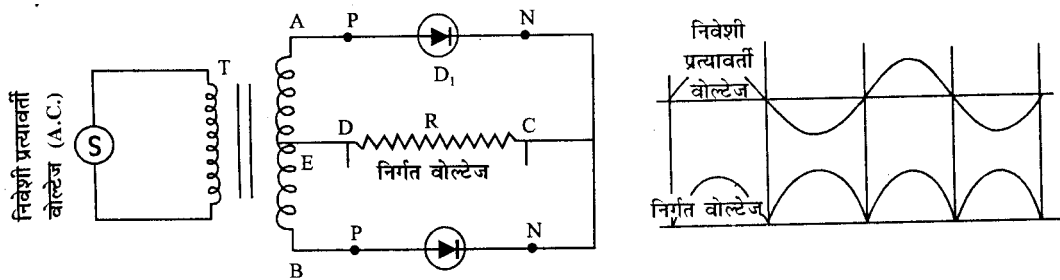 निवेशी प्रत्यावर्ती
वोल्टेज (A.C.)
S
T
A
P
N
D₁
D
R
C
E
निर्गत वोल्टेज
P
N
B
निवेशी
प्रत्यावर्ती
वोल्टेज
निर्गत वोल्टेज